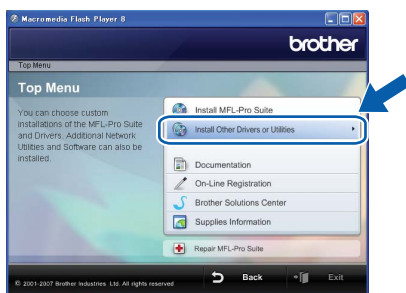 Macromedia Flash Player 8
brother
Top Menu
Top Menu
You can choose custom
installations of the MFL-Pro Suite
and Drivers. Additional Network
Utilities and Software can also be
installed.
Install MFL-Pro Suite
Install Other Drivers or Utilities
Documentation
On-Line Registration
Brother Solutions Center
Supplies Information
Repair MFL-Pro Suite
© 2001-2007 Brother Industries Ltd. All rights reserved
Back
Exit